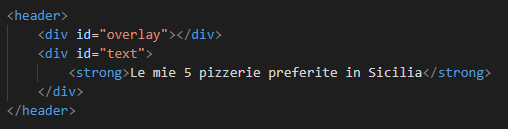 <header>
    <div id="overlay"></div>
    <div id="text">
        <strong>Le mie 5 pizzerie preferite in Sicilia</strong>
    </div>
</header>